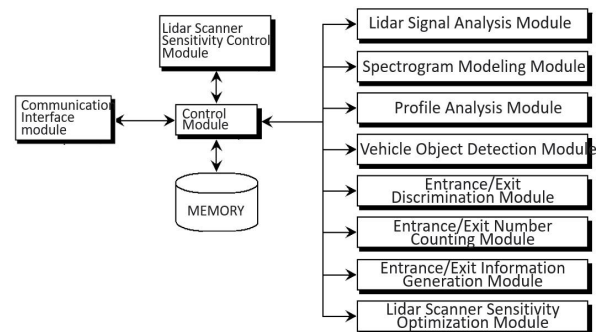 Lidar Scanner
Sensitivity Control
Module
Communication
Interface
module
Control
Module
MEMORY
Lidar Signal Analysis Module
Spectrogram Modeling Module
Profile Analysis Module
Vehicle Object Detection Module
Entrance/Exit
Discrimination Module
Entrance/Exit Number
Counting Module
Entrance/Exit Information
Generation Module
Lidar Scanner Sensitivity
Optimization Module